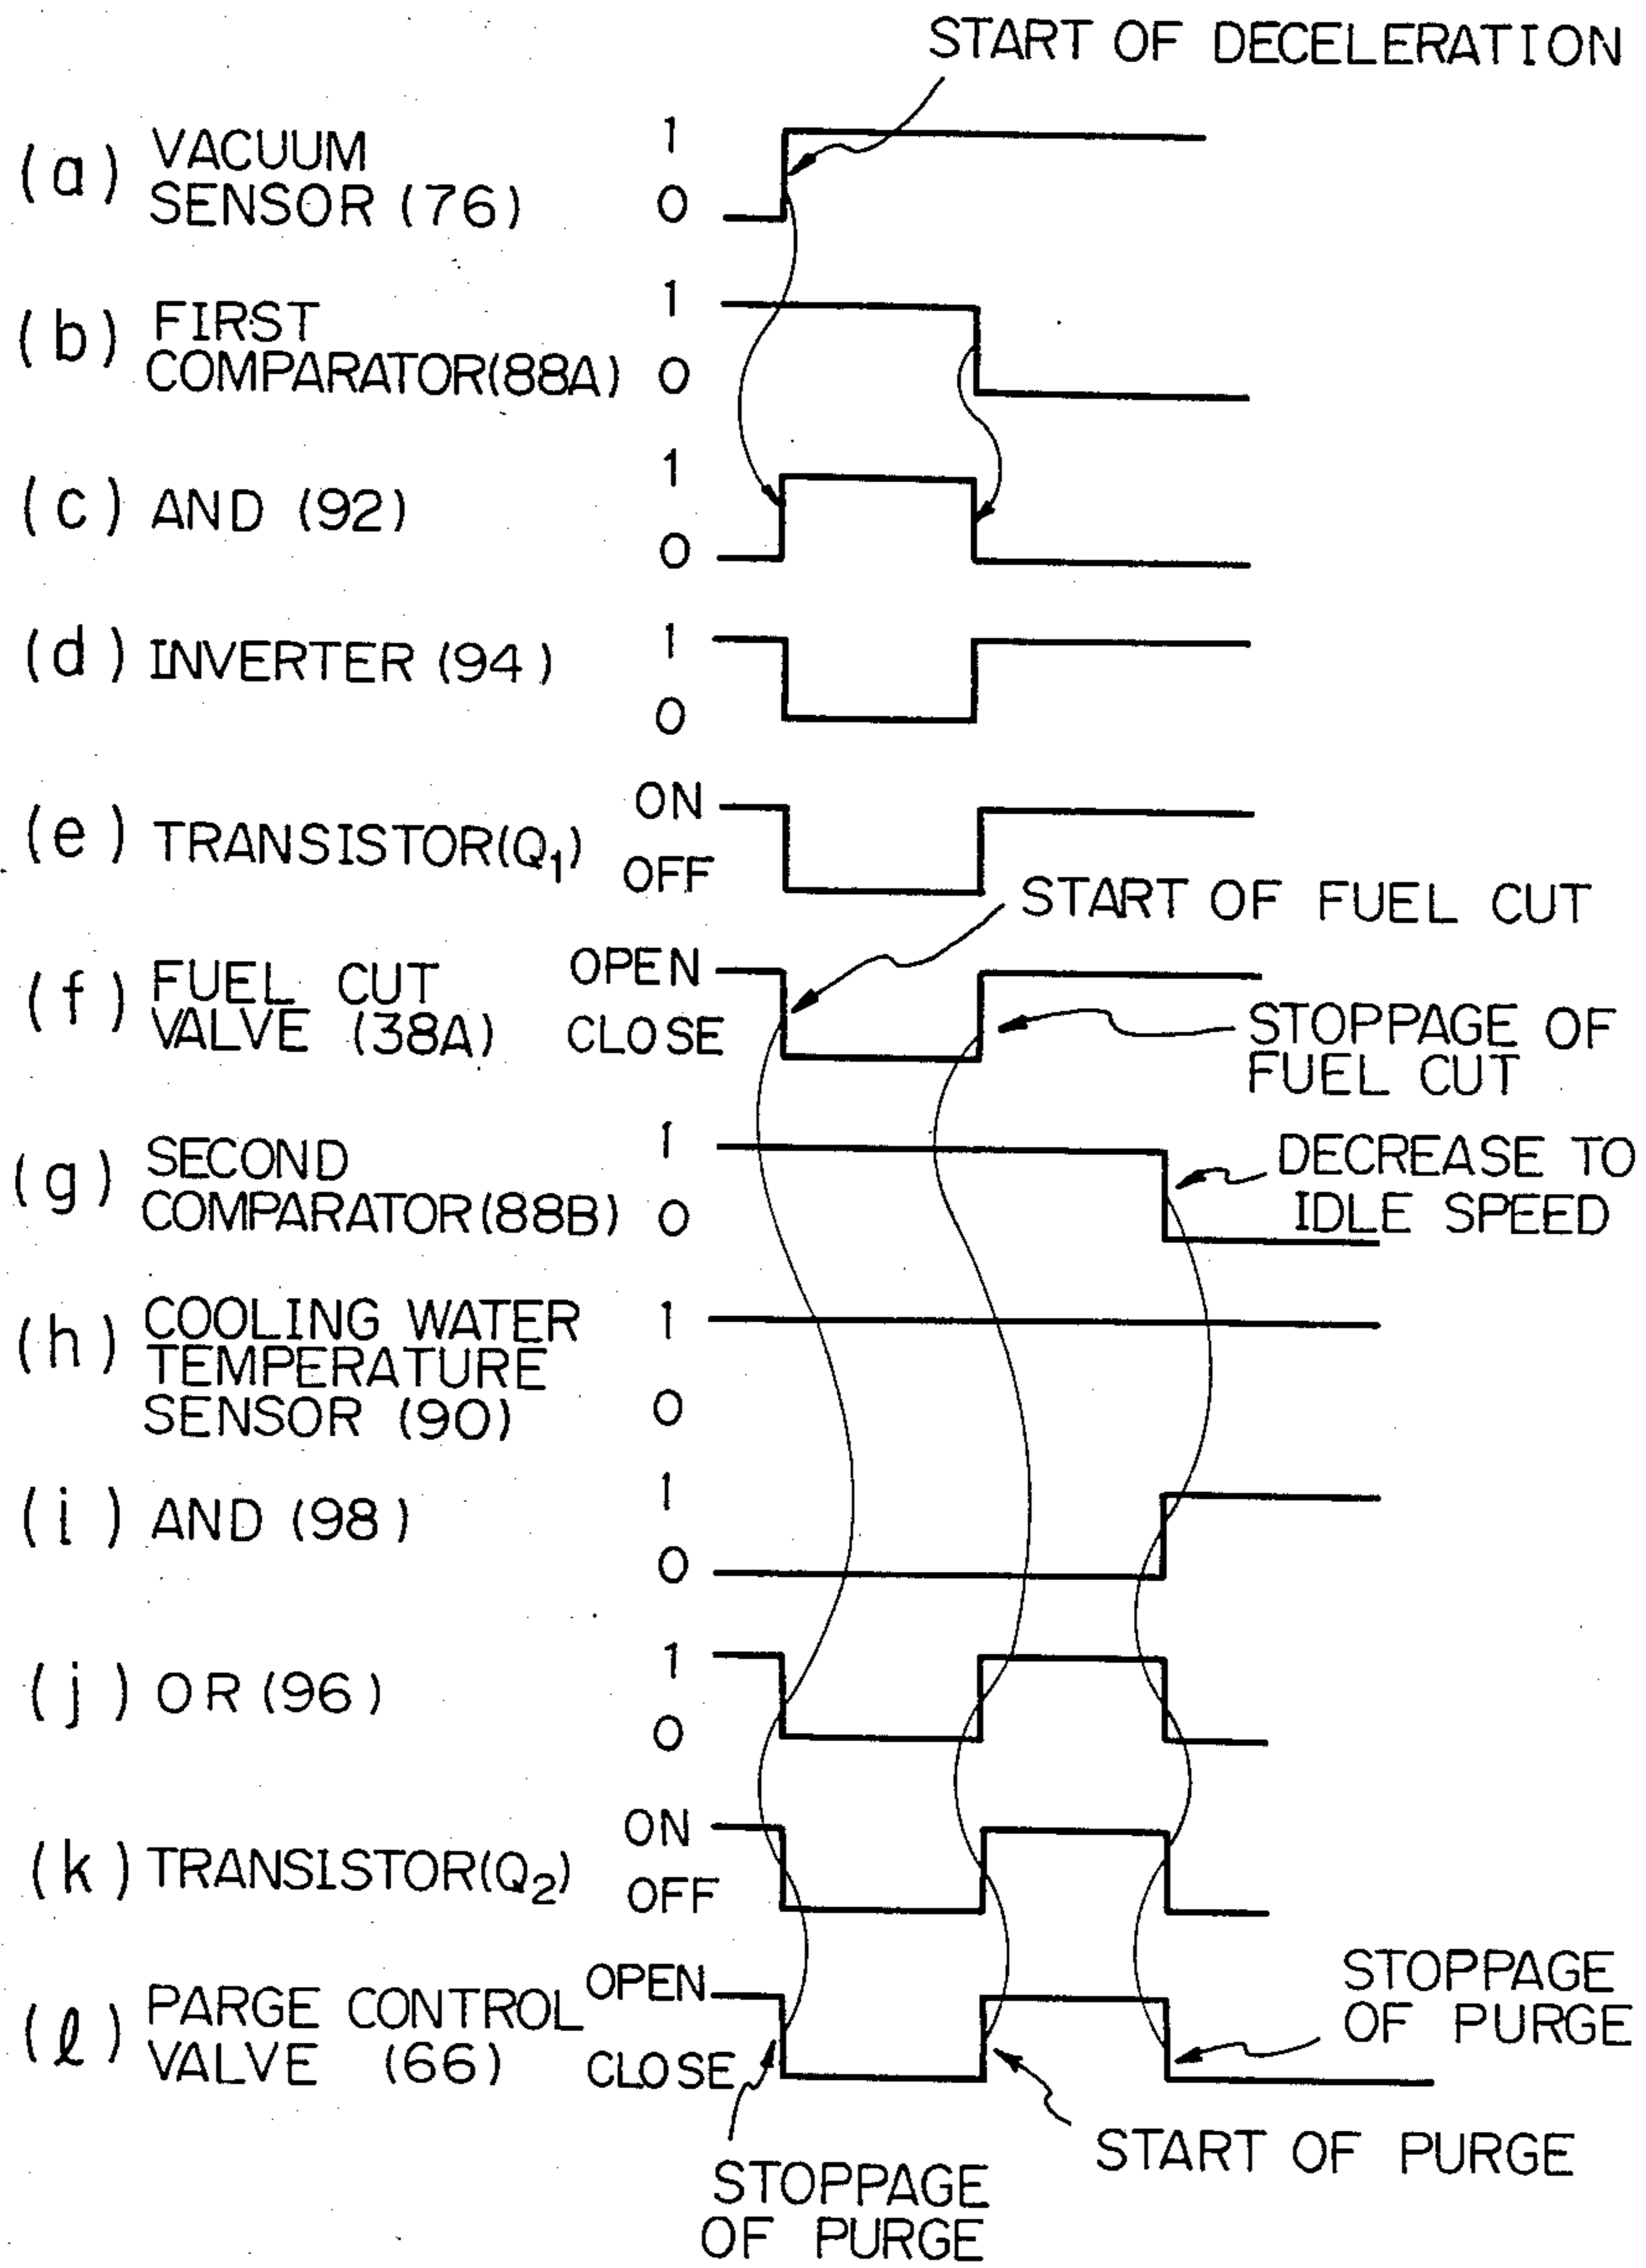 START OF DECELERATION
(a) VACUUM
SENSOR (76)
1
0
(b) FIRST
COMPARATOR(88A)
1
0
(c) AND (92)
1
0
(d) INVERTER (94)
1
0
(e) TRANSISTOR(Q1)
ON
OFF
START OF FUEL CUT
(f) FUEL CUT
VALVE (38A)
OPEN
CLOSE
STOPPAGE OF
FUEL CUT
(g) SECOND
COMPARATOR(88B)
1
0
DECREASE TO
IDLE SPEED
(h) COOLING WATER
TEMPERATURE
SENSOR (90)
1
0
(i) AND (98)
1
0
(j) OR (96)
1
0
(k) TRANSISTOR(Q2)
ON
OFF
(ℓ) PARGE CONTROL
VALVE (66)
OPEN
CLOSE
STOPPAGE
OF PURGE
START OF PURGE
STOPPAGE
OF PURGE